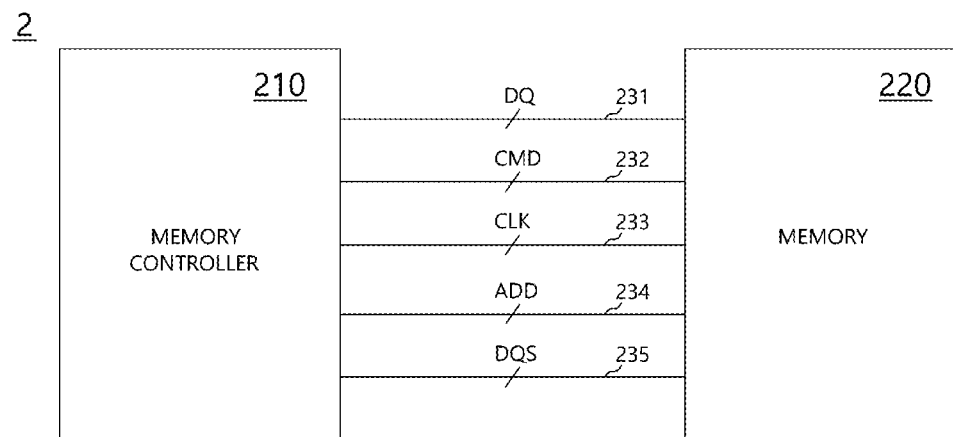 2
210
220
DQ
231
CMD
232
CLK
233
MEMORY
CONTROLLER
MEMORY
ADD
234
DQS
235